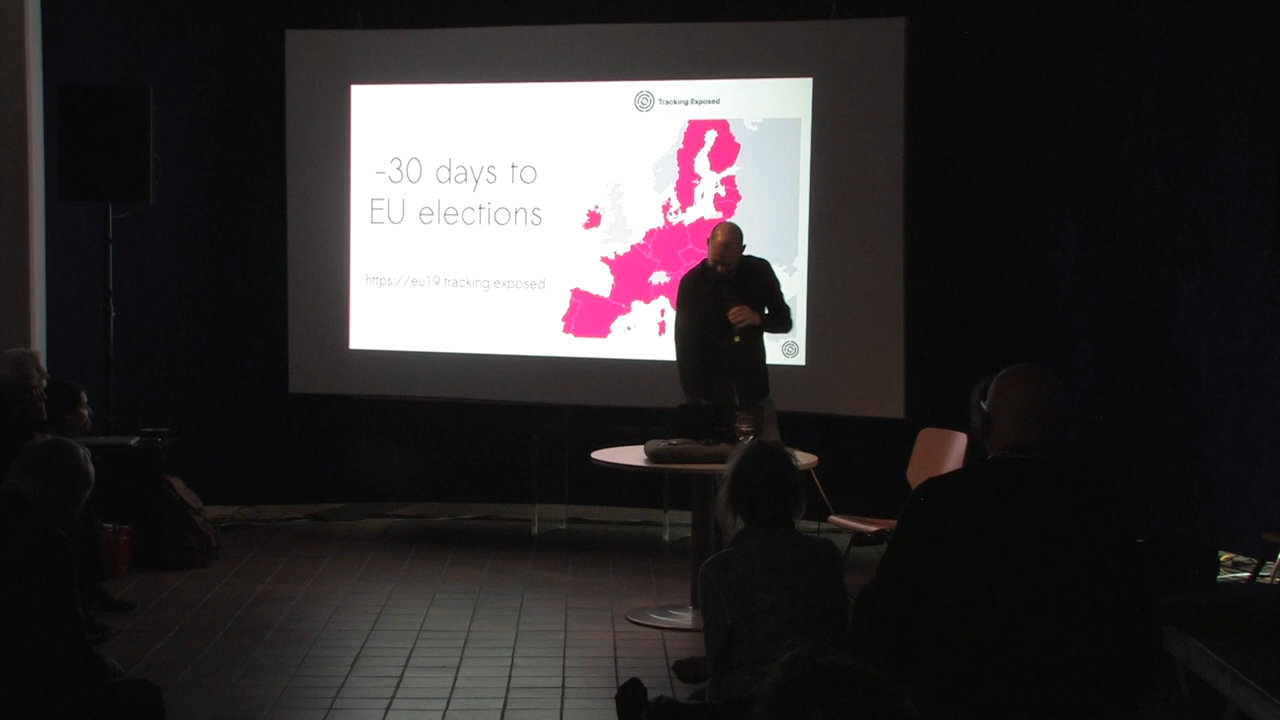 Tracking Exposed
-30 days to
EU elections
https://eu19.tracking.exposed